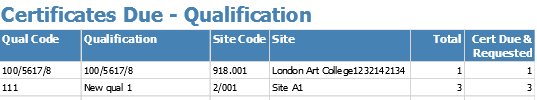 Certificates Due - Qualification
Qual Code Qualification Site Code Site Total Cert Due & Requested
100/5617/8 100/5617/8 918.001 London Art College1232142134 1 1
111 New qual 1 2/001 Site A1 3 3